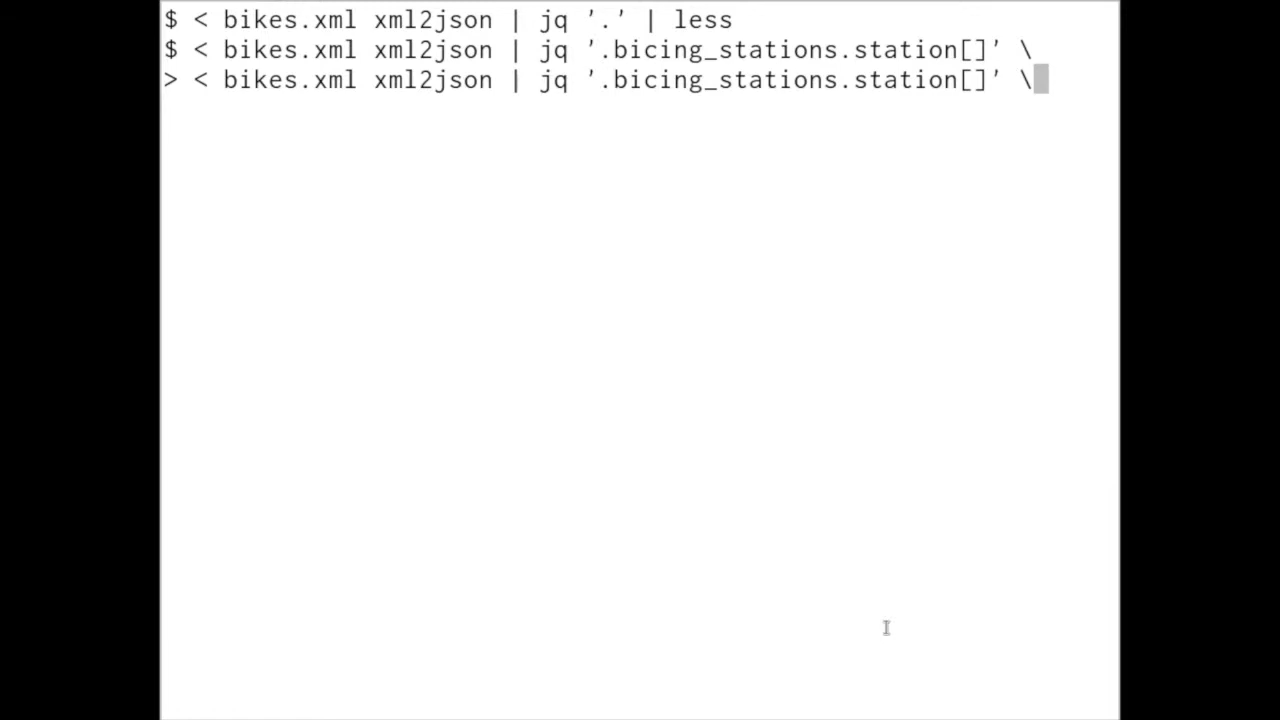 $ < bikes.xml xml2json | jq '.' | less
$ < bikes.xml xml2json | jq '.bicing_stations.station[]' \
> < bikes.xml xml2json | jq '.bicing_stations.station[]' \